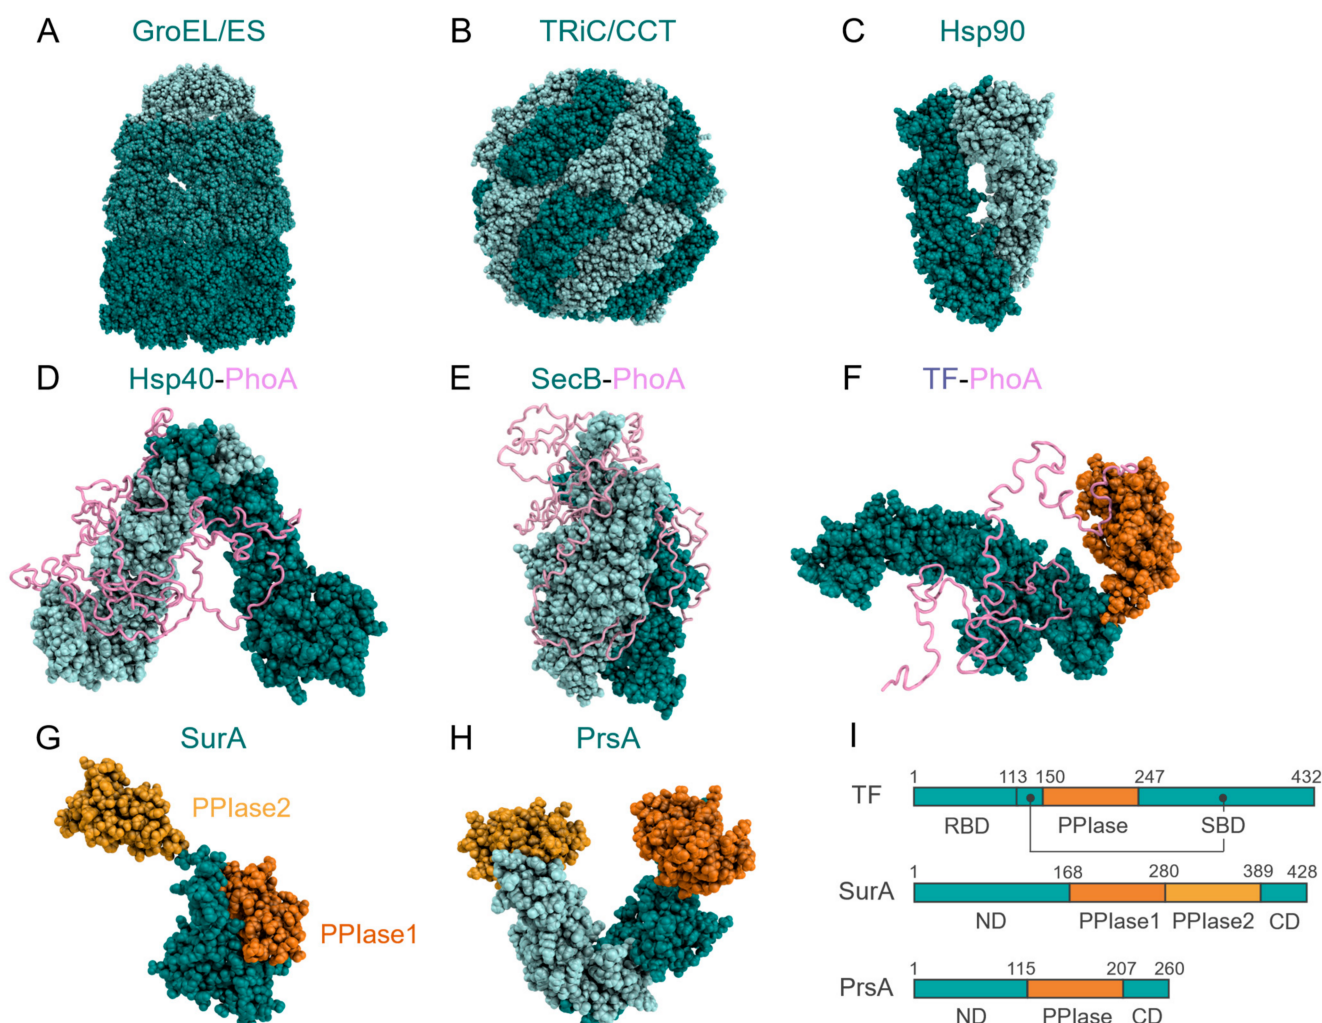 A GroEL/ES
B TRiC/CCT
C Hsp90
D Hsp40-PhoA
E SecB-PhoA
F TF-PhoA
G SurA
PPIase2
PPIase1
H PrsA
I
1 113 150 247 432
TF
RBD PPIase SBD
1 168 280 389 428
SurA
ND PPIase1 PPIase2 CD
1 115 207 260
PrsA
ND PPIase CD